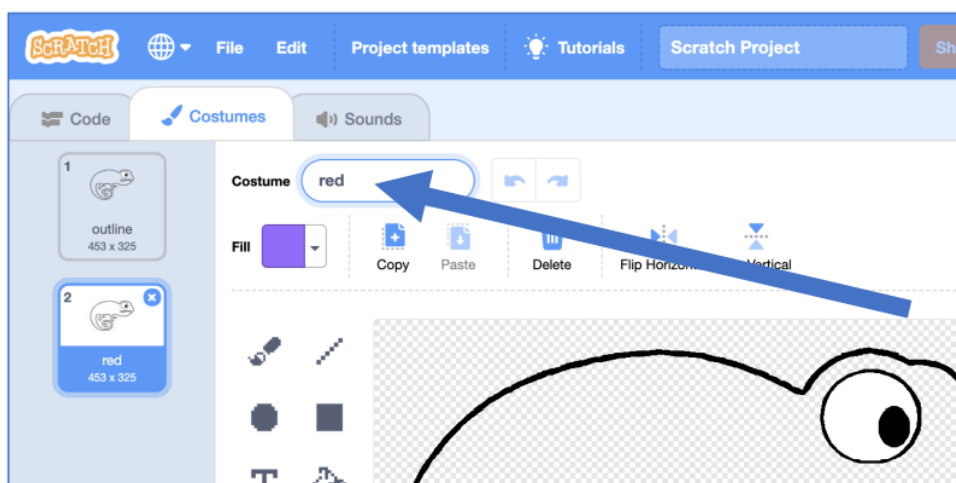 SCRATCH File Edit Project templates Tutorials Scratch Project Sh
Code Costumes Sounds
1
outline
453 x 325
2
red
453 x 325
Costume red
Fill Copy Paste Delete Flip Horizon Vertical
T